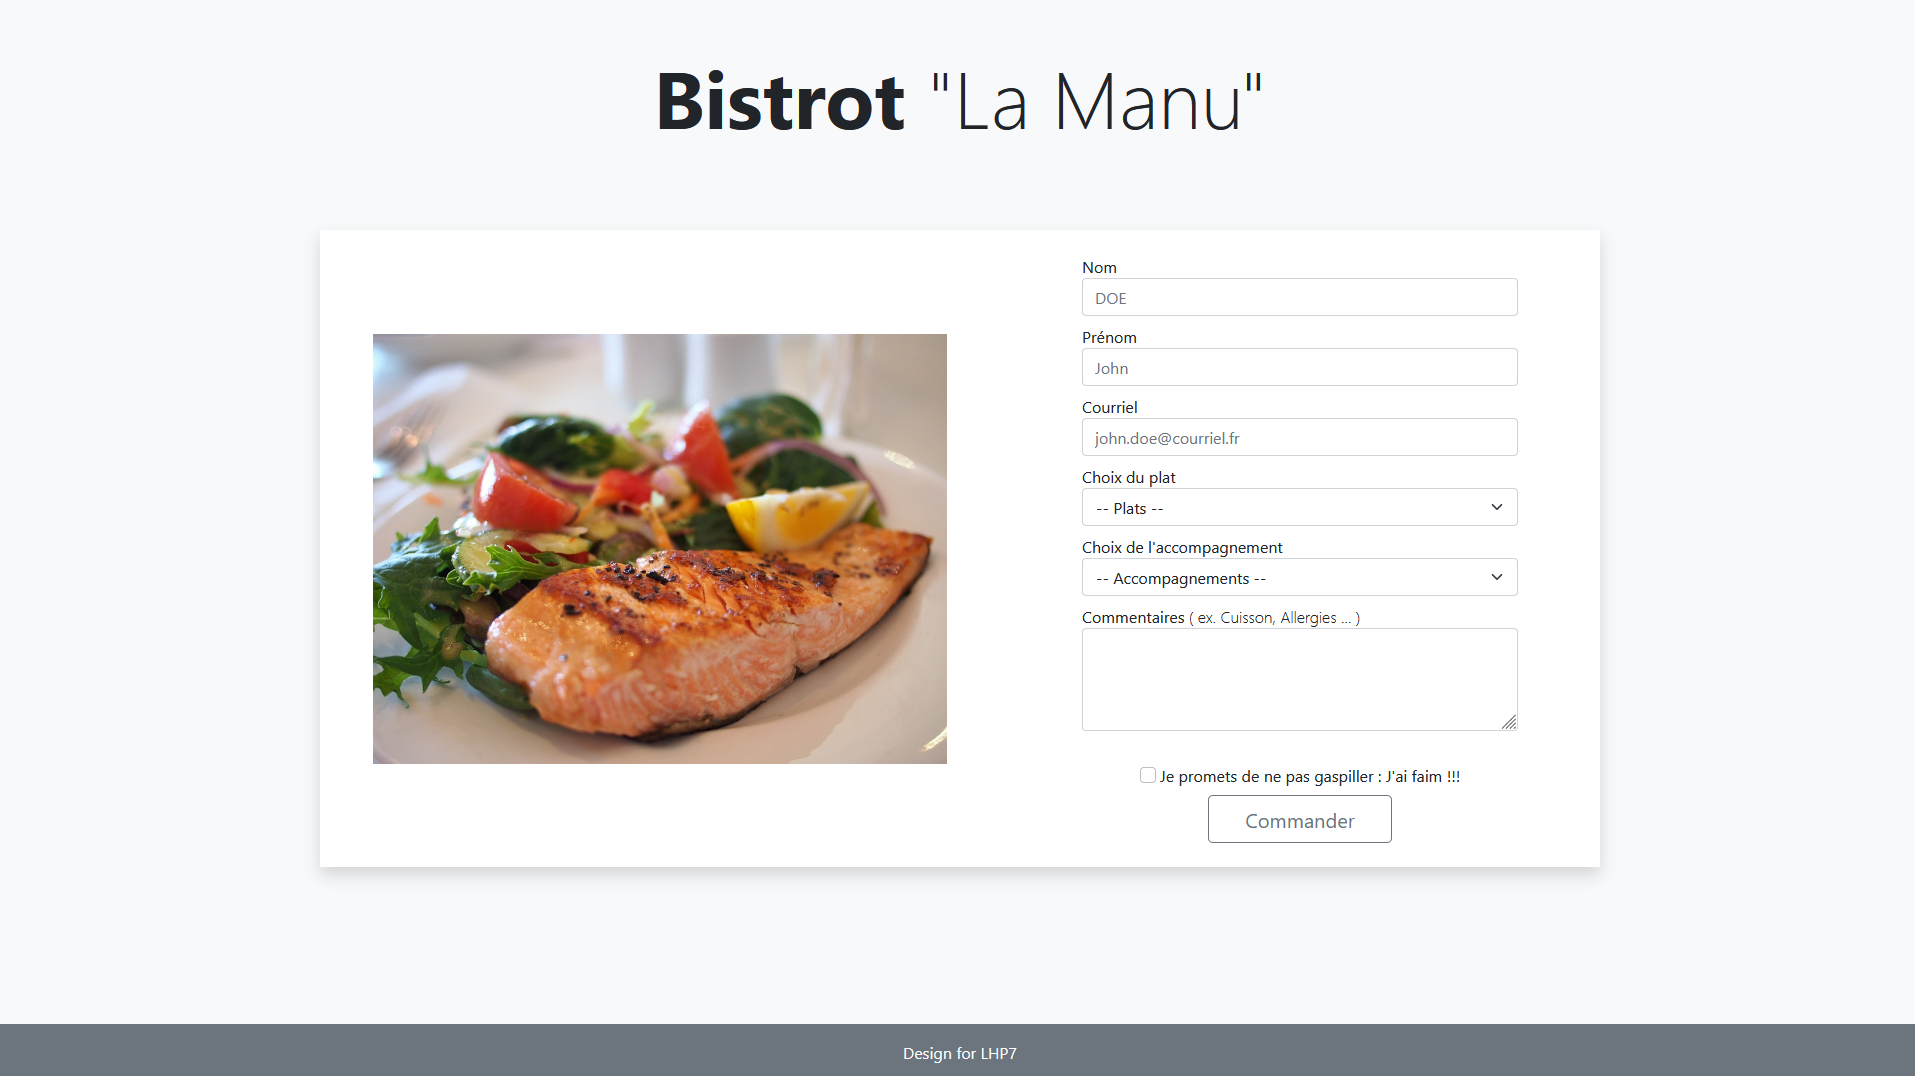 Bistrot "La Manu"
Nom
DOE
Prénom
John
Courriel
john.doe@courriel.fr
Choix du plat
-- Plats --
Choix de l'accompagnement
-- Accompagnements --
Commentaires ( ex. Cuisson, Allergies ... )
Je promets de ne pas gaspiller : J'ai faim !!!
Commander
Design for LHP7